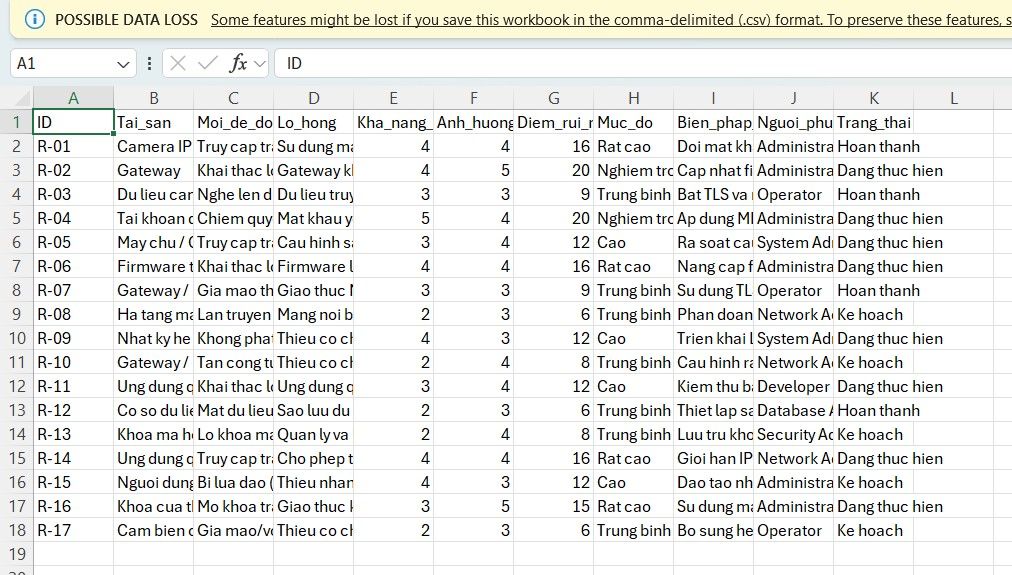 POSSIBLE DATA LOSS Some features might be lost if you save this workbook in the comma-delimited (.csv) format. To preserve these features, s
A1 fx ID
A B C D E F G H I J K L
1 ID Tai_san Moi_de_do Lo_hong Kha_nang_ Anh_huong Diem_rui_r Muc_do Bien_phap_ Nguoi_phu Trang_thai
2 R-01 Camera IP Truy cap tra Su dung ma 4 4 16 Rat cao Doi mat kh Administra Hoan thanh
3 R-02 Gateway Khai thac lo Gateway kh 4 5 20 Nghiem trc Cap nhat fi Administra Dang thuc hien
4 R-03 Du lieu car Nghe len d Du lieu truy 3 3 9 Trung binh Bat TLS va Operator Hoan thanh
5 R-04 Tai khoan Chiem quy Mat khau y 5 4 20 Nghiem trc Ap dung Administra Dang thuc hien
6 R-05 May chu / Truy cap tra Cau hinh sa 3 4 12 Cao Ra soat cau System Ad Dang thuc hien
7 R-06 Firmware t Khai thac lo Firmware 4 4 16 Rat cao Nang cap f Administra Dang thuc hien
8 R-07 Gateway / Gia mao th Giao thuc 3 3 9 Trung binh Su dung TL Operator Hoan thanh
9 R-08 Ha tang ma Lan truyen Mang noi b 2 3 6 Trung binh Phan doan Network Ke hoach
10 R-09 Nhat ky he Khong phat Thieu co ch 4 3 12 Cao Trien khai System Ad Dang thuc hien
11 R-10 Gateway / Tan cong tu Thieu co ch 2 4 8 Trung binh Cau hinh ra Network Ke hoach
12 R-11 Ung dung q Khai thac lo Ung dung q 3 4 12 Cao Kiem thu ba Developer Dang thuc hien
13 R-12 Co so du lie Mat du lieu Sao luu du 2 3 6 Trung binh Thiet lap sa Database Hoan thanh
14 R-13 Khoa ma h Lo khoa ma Quan ly va 2 4 8 Trung binh Luu tru kho Security Ke hoach
15 R-14 Ung dung q Truy cap tra Cho phep t 4 4 16 Rat cao Gioi han IP Network Dang thuc hien
16 R-15 Nguoi dung Bi lua dao ( Thieu nhan 4 3 12 Cao Dao tao nh Administra Ke hoach
17 R-16 Khoa cua t Mo khoa tra Giao thuc 3 5 15 Rat cao Su dung ma Administra Dang thuc hien
18 R-17 Cam bien Gia mao/vo Thieu co ch 2 3 6 Trung binh Bo sung he Operator Ke hoach
19